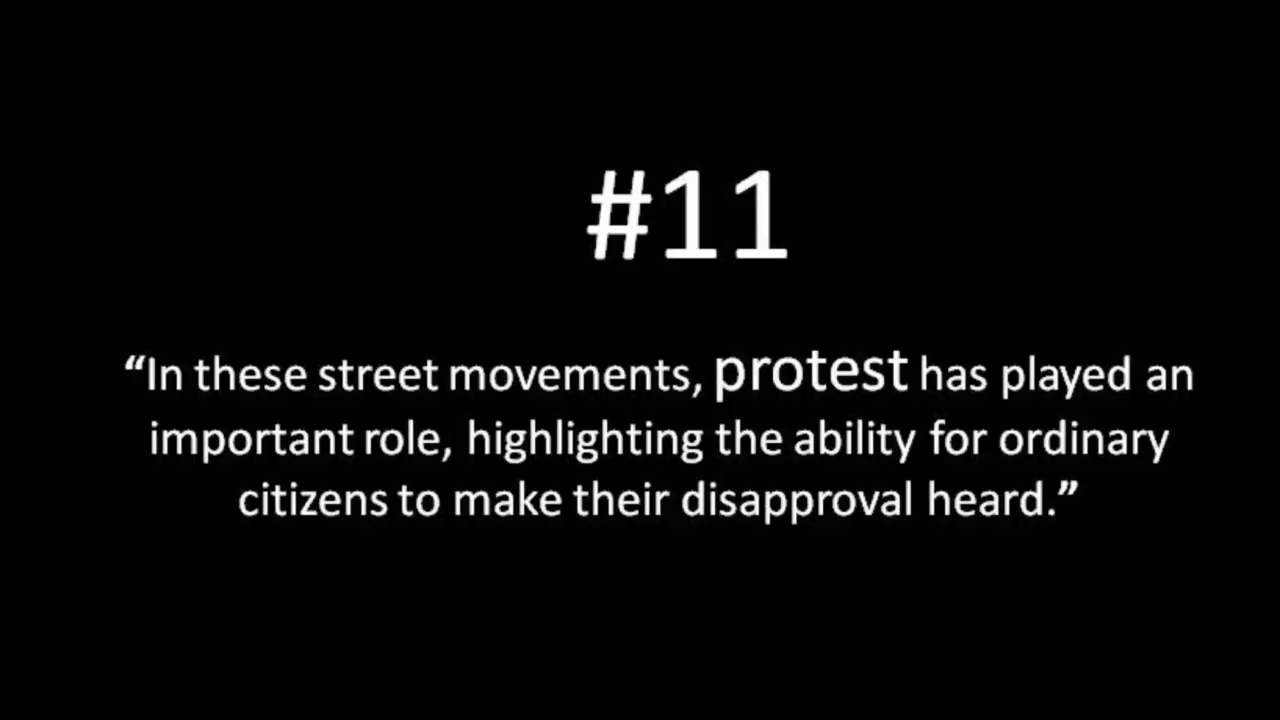 #11
“In these street movements, protest has played an
important role, highlighting the ability for ordinary
citizens to make their disapproval heard.”